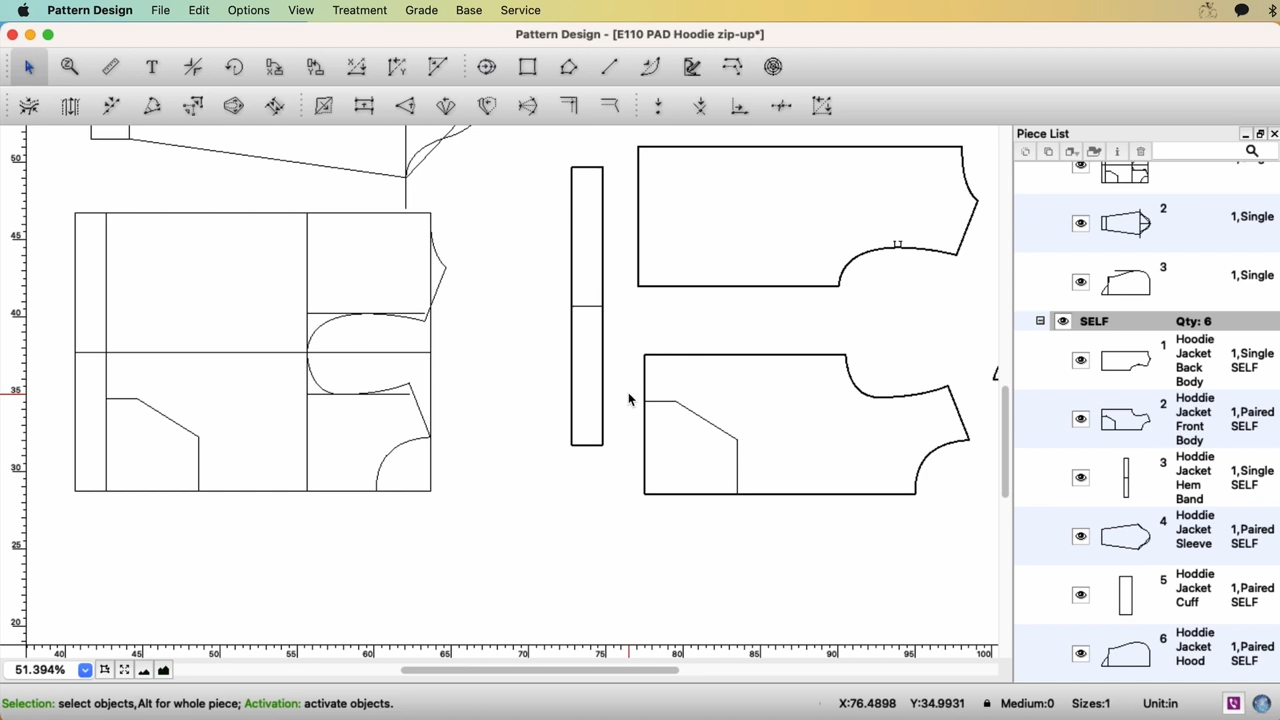 Pattern Design File Edit Options View Treatment Grade Base Service
Pattern Design - [E110 PAD Hoodie zip-up*]
Piece List
2 1,Single
3 1,Single
SELF Qty: 6
1 Hoodie Jacket Back Body 1,Single SELF
2 Hoddie Jacket Front Body 1,Paired SELF
3 Hoddie Jacket Hem Band 1,Single SELF
4 Hoddie Jacket Sleeve 1,Paired SELF
5 Hoddie Jacket Cuff 1,Paired SELF
6 Hoddie Jacket Hood 1,Paired SELF
50
45
40
35
30
25
20
40 45 50 55 60 65 70 75 80 85 90 95 100
51.394%
Selection: select objects,Alt for whole piece; Activation: activate objects. X:76.4898 Y:34.9931 Medium:0 Sizes:1 Unit:in